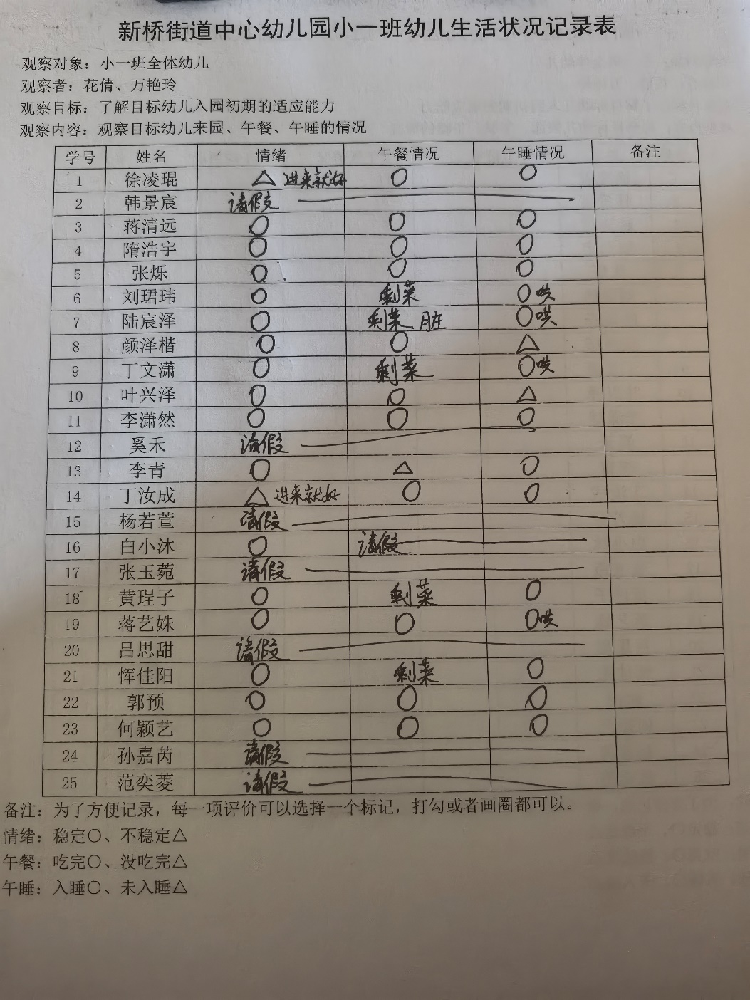 新桥街道中心幼儿园小一班幼儿生活状况记录表
观察对象：小一班全体幼儿
观察者：花倩、万艳玲
观察目标：了解目标幼儿入园初期的适应能力
观察内容：观察目标幼儿来园、午餐、午睡的情况
学号 姓名 情绪 午餐情况 午睡情况 备注
1 徐凌琨 △ 进来就好 ○ ○
2 韩景宸 请假
3 蒋清远 ○ ○ ○
4 隋浩宇 ○ ○ ○
5 张烁 ○ ○ ○
6 刘珺玮 ○ 剩菜 ○哄
7 陆宸泽 ○ 剩菜、脏 ○哄
8 颜泽楷 ○ ○ △
9 丁文潇 ○ 剩菜 ○哄
10 叶兴泽 ○ ○ △
11 李潇然 ○ ○ ○
12 奚禾 请假
13 李青 ○ △ ○
14 丁汝成 △ 进来就好 ○ ○
15 杨若萱 请假
16 白小沐 ○ 请假
17 张玉菀 请假
18 黄珵子 ○ 剩菜 ○
19 蒋艺姝 ○ ○ ○哄
20 吕思甜 请假
21 恽佳阳 ○ 剩菜 ○
22 郭预 ○ ○ ○
23 何颖艺 ○ ○ ○
24 孙嘉芮 请假
25 范奕菱 请假
备注：为了方便记录，每一项评价可以选择一个标记，打勾或者画圈都可以。
情绪：稳定○、不稳定△
午餐：吃完○、没吃完△
午睡：入睡○、未入睡△